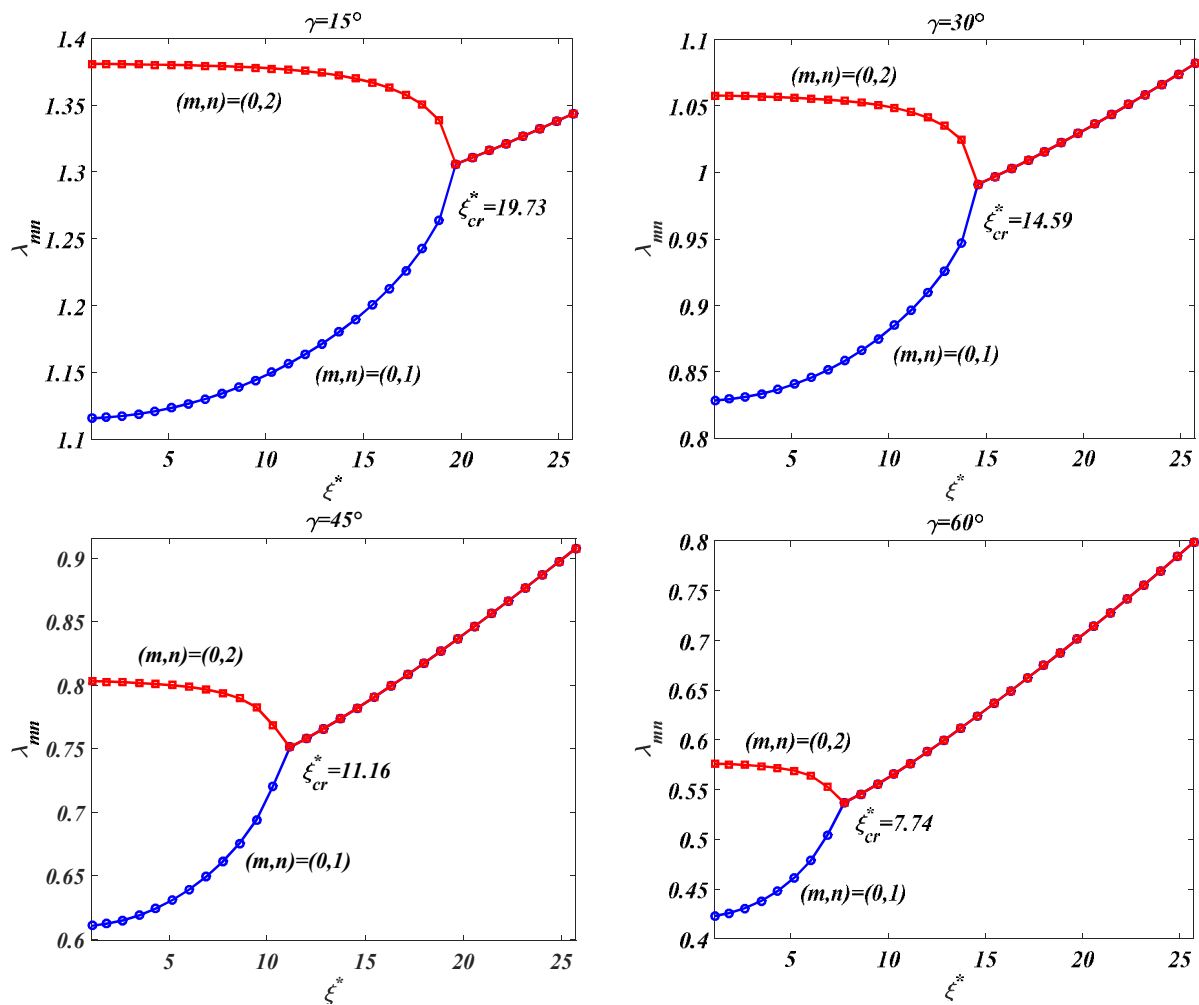 γ=15°
1.4
1.35
1.3
1.25
1.2
1.15
1.1
λmn
(m,n)=(0,2)
ξ*cr=19.73
(m,n)=(0,1)
5 10 15 20 25
ξ*
γ=30°
1.1
1.05
1
0.95
0.9
0.85
0.8
λmn
(m,n)=(0,2)
ξ*cr=14.59
(m,n)=(0,1)
5 10 15 20 25
ξ*
γ=45°
0.9
0.85
0.8
0.75
0.7
0.65
0.6
λmn
(m,n)=(0,2)
ξ*cr=11.16
(m,n)=(0,1)
5 10 15 20 25
ξ*
γ=60°
0.8
0.75
0.7
0.65
0.6
0.55
0.5
0.45
0.4
λmn
(m,n)=(0,2)
ξ*cr=7.74
(m,n)=(0,1)
5 10 15 20 25
ξ*